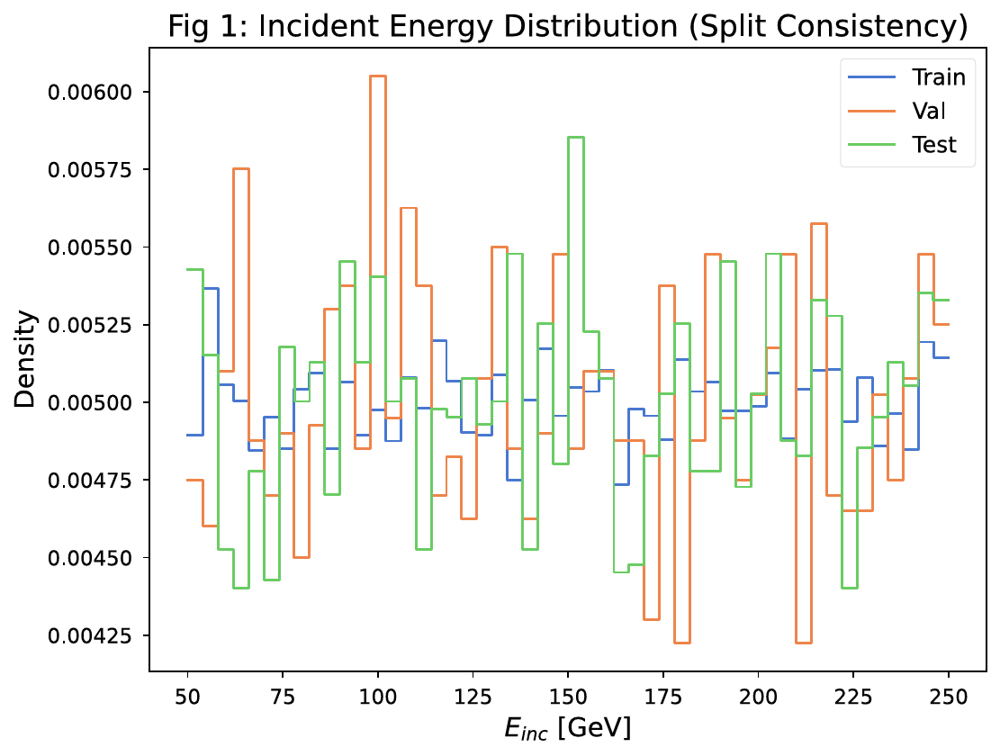 Fig 1: Incident Energy Distribution (Split Consistency)
Train
Val
Test
Density
0.00600
0.00575
0.00550
0.00525
0.00500
0.00475
0.00450
0.00425
50 75 100 125 150 175 200 225 250
E_inc [GeV]